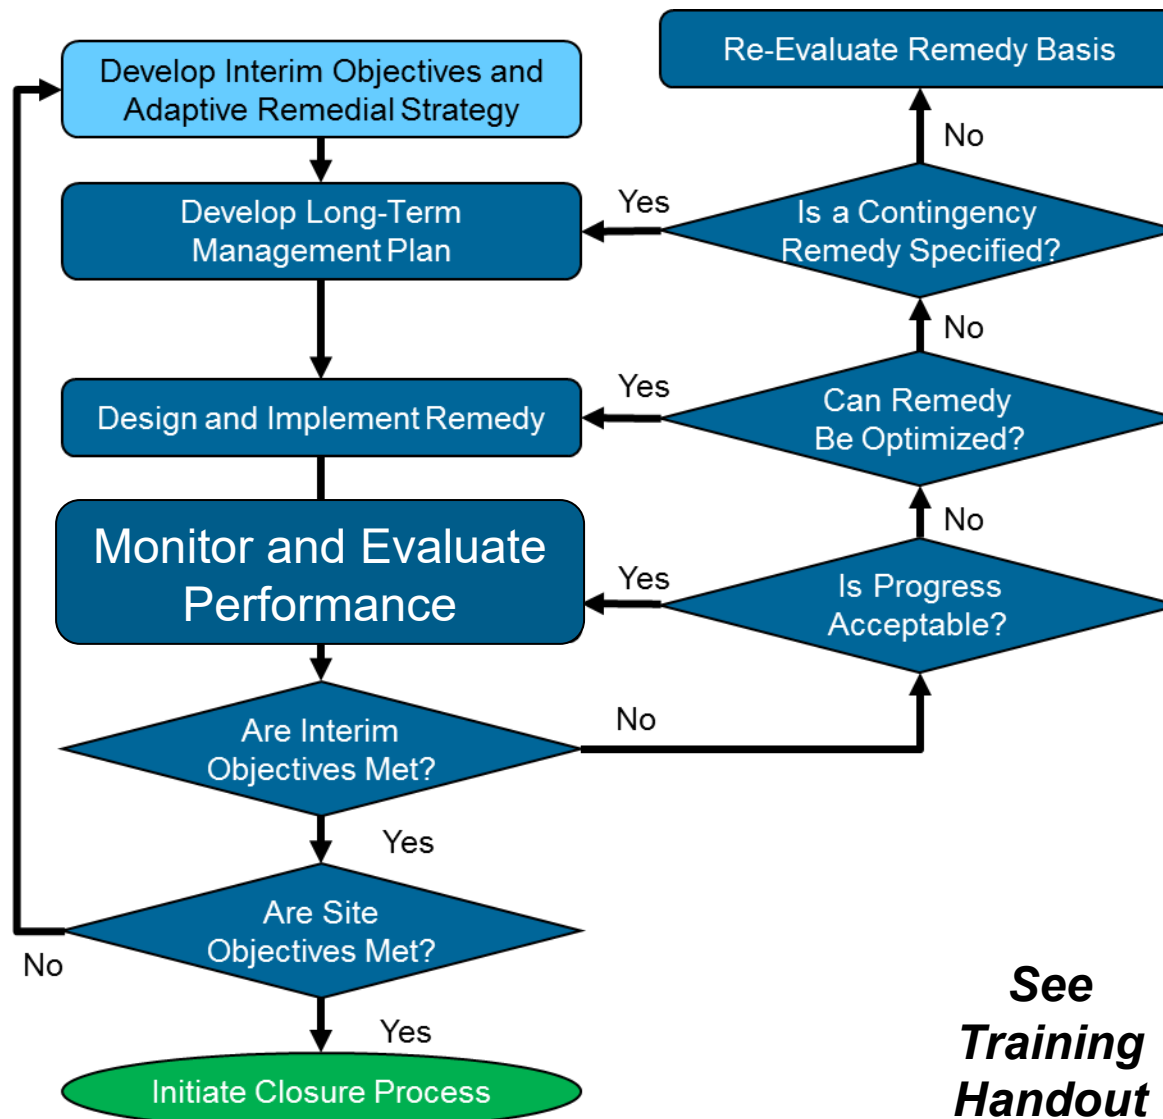 Develop Interim Objectives and
Adaptive Remedial Strategy
Re-Evaluate Remedy Basis
No
Develop Long-Term
Management Plan
Yes
Is a Contingency
Remedy Specified?
No
Design and Implement Remedy
Yes
Can Remedy
Be Optimized?
No
Monitor and Evaluate
Performance
Yes
Is Progress
Acceptable?
Are Interim
Objectives Met?
No
Yes
Are Site
Objectives Met?
No
Yes
Initiate Closure Process
See
Training
Handout